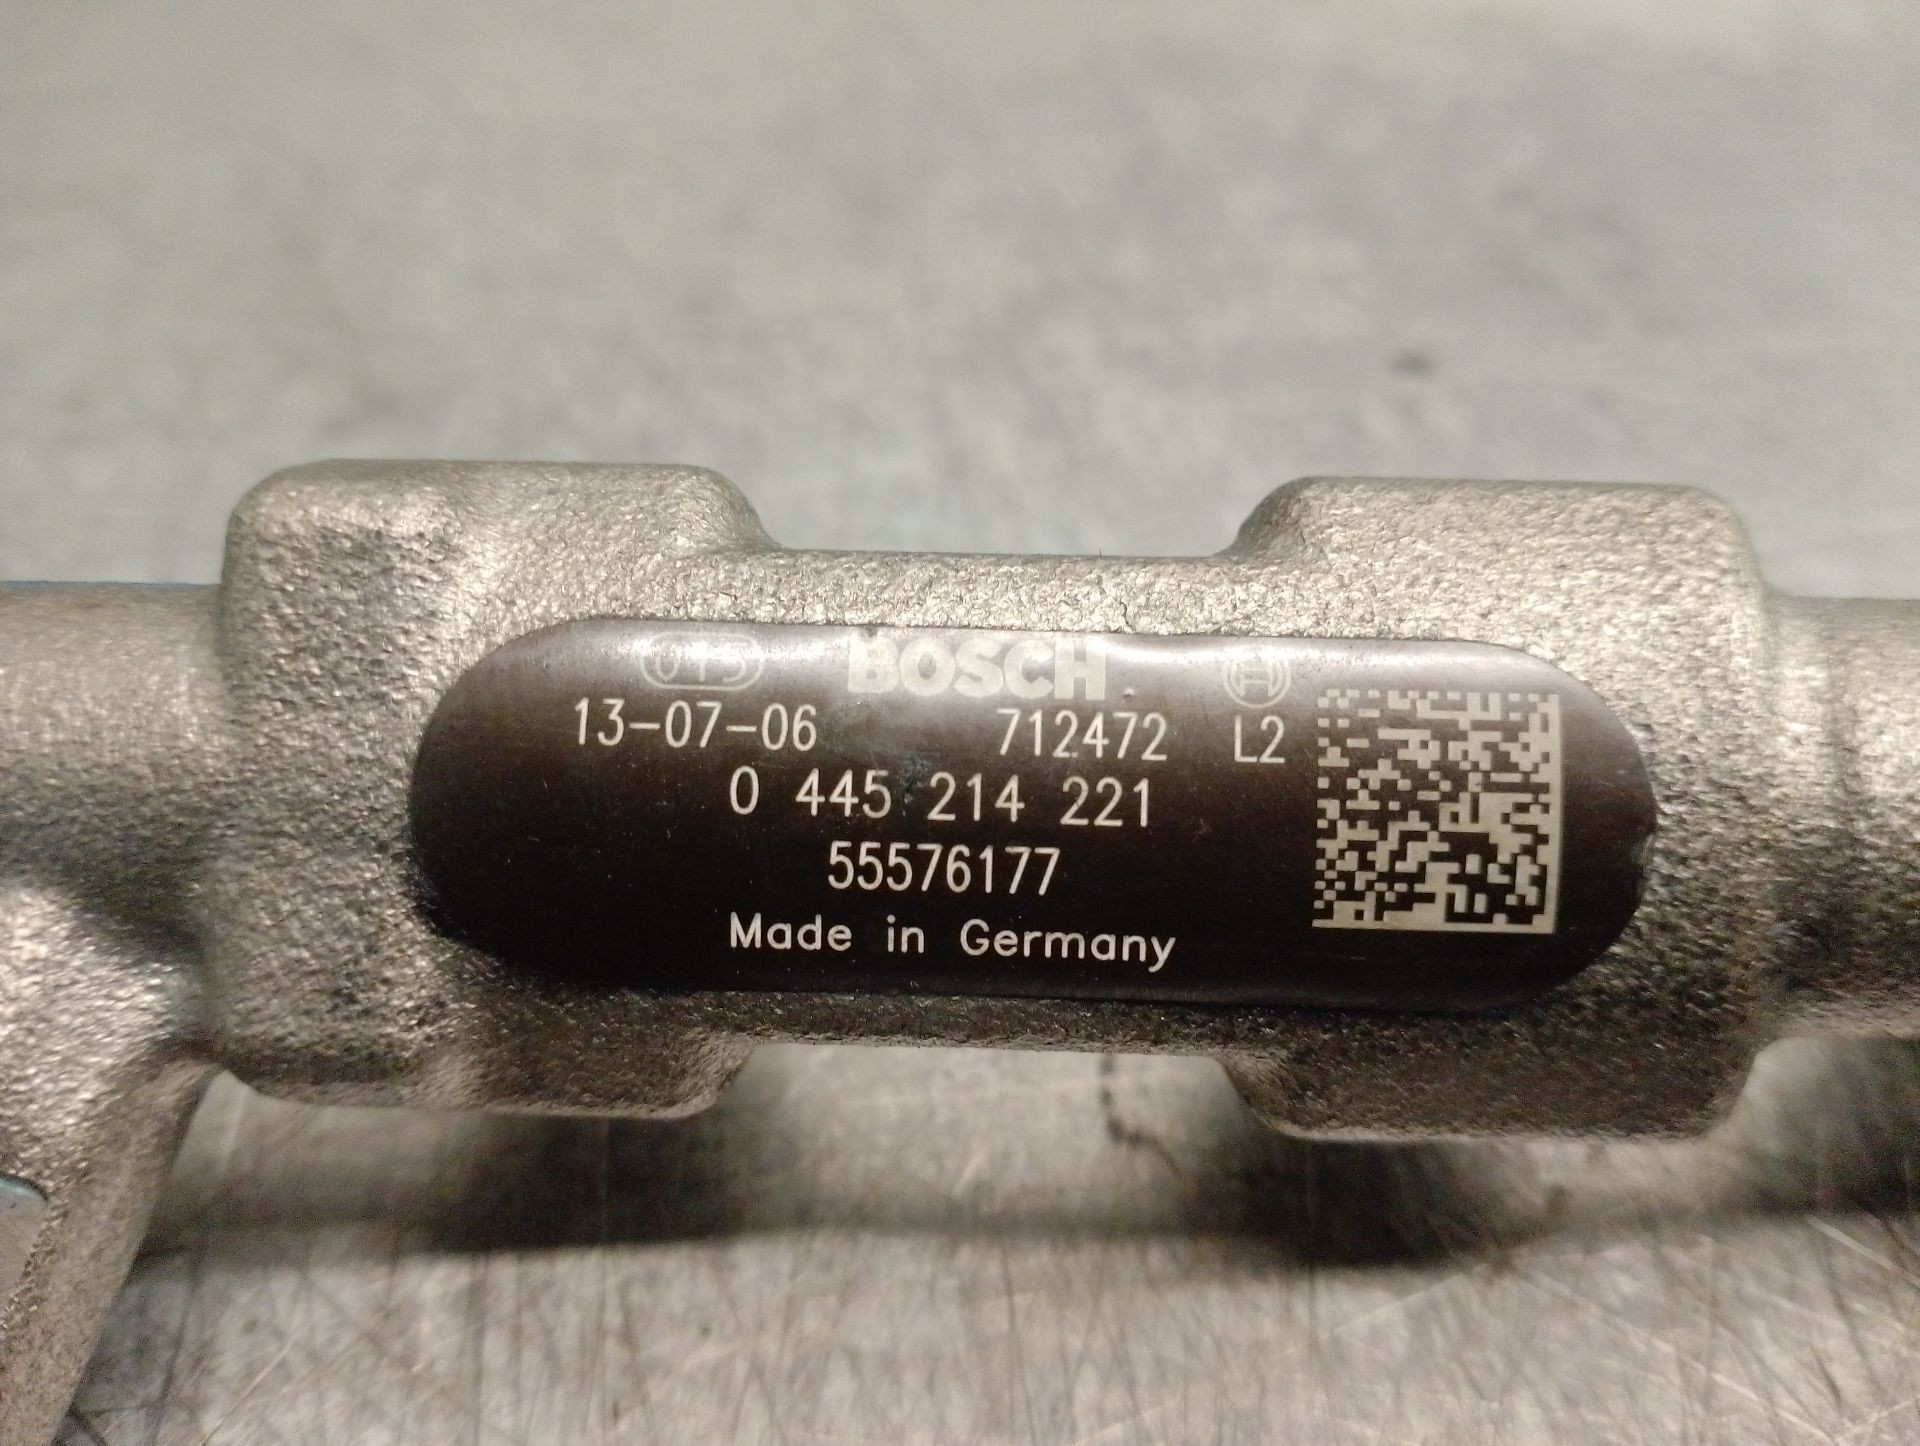 BOSCH
13-07-06 712472 L2
0 445 214 221
55576177
Made in Germany